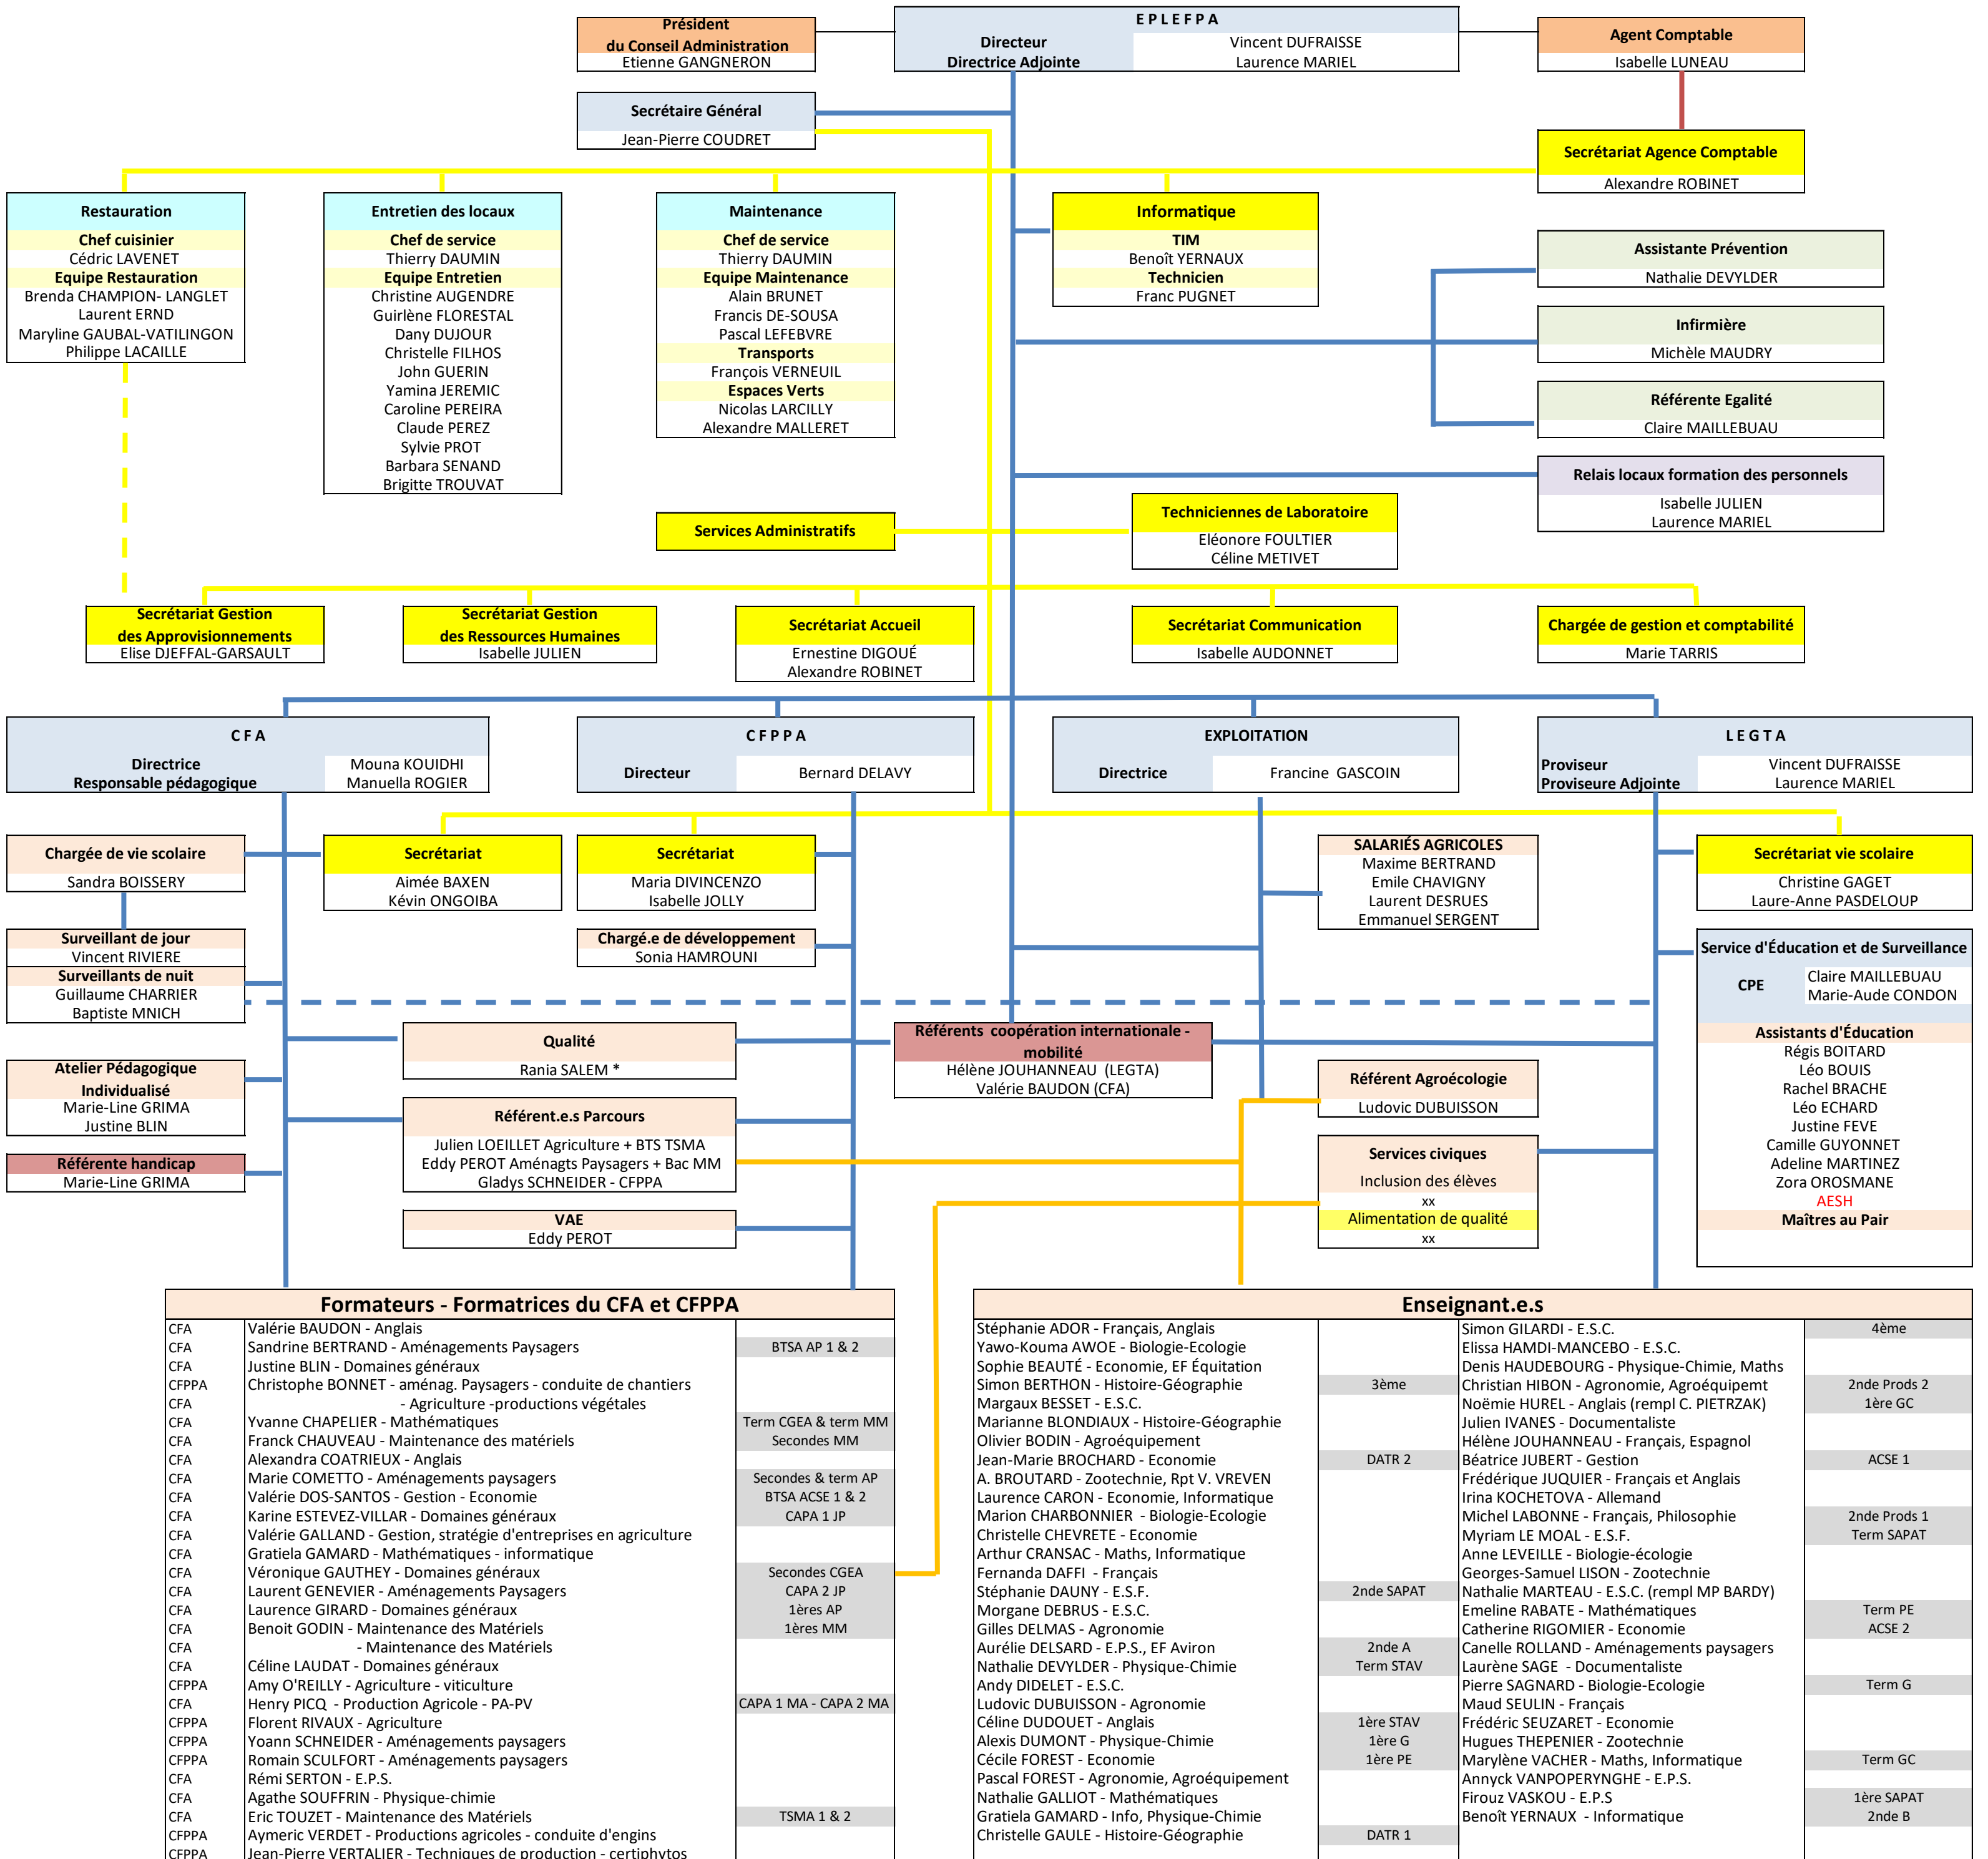 Président
du Conseil Administration
Etienne GANGNERON
E P L E F P A
Directeur
Vincent DUFRAISSE
Directrice Adjointe
Laurence MARIEL
Agent Comptable
Isabelle LUNEAU
Secrétaire Général
Jean-Pierre COUDRET
Secrétariat Agence Comptable
Alexandre ROBINET
Restauration
Chef cuisinier
Cédric LAVENET
Equipe Restauration
Brenda CHAMPION- LANGLET
Laurent ERND
Maryline GAUBAL-VATILINGON
Philippe LACAILLE
Entretien des locaux
Chef de service
Thierry DAUMIN
Equipe Entretien
Christine AUGENDRE
Guirlène FLORESTAL
Dany DUJOUR
Christelle FILHOS
John GUERIN
Yamina JEREMIC
Caroline PEREIRA
Claude PEREZ
Sylvie PROT
Barbara SENAND
Brigitte TROUVAT
Maintenance
Chef de service
Thierry DAUMIN
Equipe Maintenance
Alain BRUNET
Francis DE-SOUSA
Pascal LEFEBVRE
Transports
François VERNEUIL
Espaces Verts
Nicolas LARCILLY
Alexandre MALLERET
Informatique
TIM
Benoît YERNAUX
Technicien
Franc PUGNET
Assistante Prévention
Nathalie DEVYLDER
Infirmière
Michèle MAUDRY
Référente Egalité
Claire MAILLEBUAU
Relais locaux formation des personnels
Isabelle JULIEN
Laurence MARIEL
Services Administratifs
Techniciennes de Laboratoire
Eléonore FOULTIER
Céline METIVET
Secrétariat Gestion
des Approvisionnements
Elise DJEFFAL-GARSAULT
Secrétariat Gestion
des Ressources Humaines
Isabelle JULIEN
Secrétariat Accueil
Ernestine DIGOUÉ
Alexandre ROBINET
Secrétariat Communication
Isabelle AUDONNET
Chargée de gestion et comptabilité
Marie TARRIS
C F A
Directrice
Mouna KOUIDHI
Responsable pédagogique
Manuella ROGIER
C F P P A
Directeur
Bernard DELAVY
EXPLOITATION
Directrice
Francine  GASCOIN
L E G T A
Proviseur
Vincent DUFRAISSE
Proviseure Adjointe
Laurence MARIEL
Chargée de vie scolaire
Sandra BOISSERY
Secrétariat
Aimée BAXEN
Kévin ONGOIBA
Secrétariat
Maria DIVINCENZO
Isabelle JOLLY
SALARIÉS AGRICOLES
Maxime BERTRAND
Emile CHAVIGNY
Laurent DESRUES
Emmanuel SERGENT
Secrétariat vie scolaire
Christine GAGET
Laure-Anne PASDELOUP
Surveillant de jour
Vincent RIVIERE
Surveillants de nuit
Guillaume CHARRIER
Baptiste MNICH
Chargé.e de développement
Sonia HAMROUNI
Service d'Éducation et de Surveillance
CPE
Claire MAILLEBUAU
Marie-Aude CONDON
Assistants d'Éducation
Régis BOITARD
Léo BOUIS
Rachel BRACHE
Léo ECHARD
Justine FEVE
Camille GUYONNET
Adeline MARTINEZ
Zora OROSMANE
AESH
Maîtres au Pair
Qualité
Rania SALEM *
Référents  coopération internationale -
mobilité
Hélène JOUHANNEAU  (LEGTA)
Valérie BAUDON (CFA)
Atelier Pédagogique
Individualisé
Marie-Line GRIMA
Justine BLIN
Référent Agroécologie
Ludovic DUBUISSON
Référent.e.s Parcours
Julien LOEILLET Agriculture + BTS TSMA
Eddy PEROT Aménagts Paysagers + Bac MM
Gladys SCHNEIDER - CFPPA
Services civiques
Inclusion des élèves
xx
Alimentation de qualité
xx
Référente handicap
Marie-Line GRIMA
VAE
Eddy PEROT
Formateurs - Formatrices du CFA et CFPPA
CFA Valérie BAUDON - Anglais
CFA Sandrine BERTRAND - Aménagements Paysagers BTSA AP 1 & 2
CFA Justine BLIN - Domaines généraux
CFPPA Christophe BONNET - aménag. Paysagers - conduite de chantiers
CFA - Agriculture -productions végétales
CFA Yvanne CHAPELIER - Mathématiques Term CGEA & term MM
CFA Franck CHAUVEAU - Maintenance des matériels Secondes MM
CFA Alexandra COATRIEUX - Anglais
CFA Marie COMETTO - Aménagements paysagers Secondes & term AP
CFA Valérie DOS-SANTOS - Gestion - Economie BTSA ACSE 1 & 2
CFA Karine ESTEVEZ-VILLAR - Domaines généraux CAPA 1 JP
CFA Valérie GALLAND - Gestion, stratégie d'entreprises en agriculture
CFA Gratiela GAMARD - Mathématiques - informatique
CFA Véronique GAUTHEY - Domaines généraux Secondes CGEA
CFA Laurent GENEVIER - Aménagements Paysagers CAPA 2 JP
CFA Laurence GIRARD - Domaines généraux 1ères AP
CFA Benoit GODIN - Maintenance des Matériels 1ères MM
CFA - Maintenance des Matériels
CFA Céline LAUDAT - Domaines généraux
CFPPA Amy O'REILLY - Agriculture - viticulture
CFA Henry PICQ  - Production Agricole - PA-PV CAPA 1 MA - CAPA 2 MA
CFPPA Florent RIVAUX - Agriculture
CFPPA Yoann SCHNEIDER - Aménagements paysagers
CFPPA Romain SCULFORT - Aménagements paysagers
CFA Rémi SERTON - E.P.S.
CFA Agathe SOUFFRIN - Physique-chimie
CFA Eric TOUZET - Maintenance des Matériels TSMA 1 & 2
CFPPA Aymeric VERDET - Productions agricoles - conduite d'engins
CFPPA Jean-Pierre VERTALIER - Techniques de production - certiphytos
Enseignant.e.s
Stéphanie ADOR - Français, Anglais
Yawo-Kouma AWOE - Biologie-Ecologie
Sophie BEAUTÉ - Economie, EF Équitation
Simon BERTHON - Histoire-Géographie 3ème
Margaux BESSET - E.S.C.
Marianne BLONDIAUX - Histoire-Géographie
Olivier BODIN - Agroéquipement
Jean-Marie BROCHARD - Economie DATR 2
A. BROUTARD - Zootechnie, Rpt V. VREVEN
Laurence CARON - Economie, Informatique
Marion CHARBONNIER  - Biologie-Ecologie
Christelle CHEVRETE - Economie
Arthur CRANSAC - Maths, Informatique
Fernanda DAFFI  - Français
Stéphanie DAUNY - E.S.F. 2nde SAPAT
Morgane DEBRUS - E.S.C.
Gilles DELMAS - Agronomie
Aurélie DELSARD - E.P.S., EF Aviron 2nde A
Nathalie DEVYLDER - Physique-Chimie Term STAV
Andy DIDELET - E.S.C.
Ludovic DUBUISSON - Agronomie
Céline DUDOUET - Anglais 1ère STAV
Alexis DUMONT - Physique-Chimie 1ère G
Cécile FOREST - Economie 1ère PE
Pascal FOREST - Agronomie, Agroéquipement
Nathalie GALLIOT - Mathématiques
Gratiela GAMARD - Info, Physique-Chimie
Christelle GAULE - Histoire-Géographie DATR 1
Simon GILARDI - E.S.C. 4ème
Elissa HAMDI-MANCEBO - E.S.C.
Denis HAUDEBOURG - Physique-Chimie, Maths
Christian HIBON - Agronomie, Agroéquipemt 2nde Prods 2
Noëmie HUREL - Anglais (rempl C. PIETRZAK) 1ère GC
Julien IVANES - Documentaliste
Hélène JOUHANNEAU - Français, Espagnol
Béatrice JUBERT - Gestion ACSE 1
Frédérique JUQUIER - Français et Anglais
Irina KOCHETOVA - Allemand
Michel LABONNE - Français, Philosophie 2nde Prods 1
Myriam LE MOAL - E.S.F. Term SAPAT
Anne LEVEILLE - Biologie-écologie
Georges-Samuel LISON - Zootechnie
Nathalie MARTEAU - E.S.C. (rempl MP BARDY)
Emeline RABATE - Mathématiques Term PE
Catherine RIGOMIER - Economie ACSE 2
Canelle ROLLAND - Aménagements paysagers
Laurène SAGE  - Documentaliste
Pierre SAGNARD - Biologie-Ecologie Term G
Maud SEULIN - Français
Frédéric SEUZARET - Economie
Hugues THEPENIER - Zootechnie
Marylène VACHER - Maths, Informatique Term GC
Annyck VANPOPERYNGHE - E.P.S.
Firouz VASKOU - E.P.S 1ère SAPAT
Benoît YERNAUX  - Informatique 2nde B